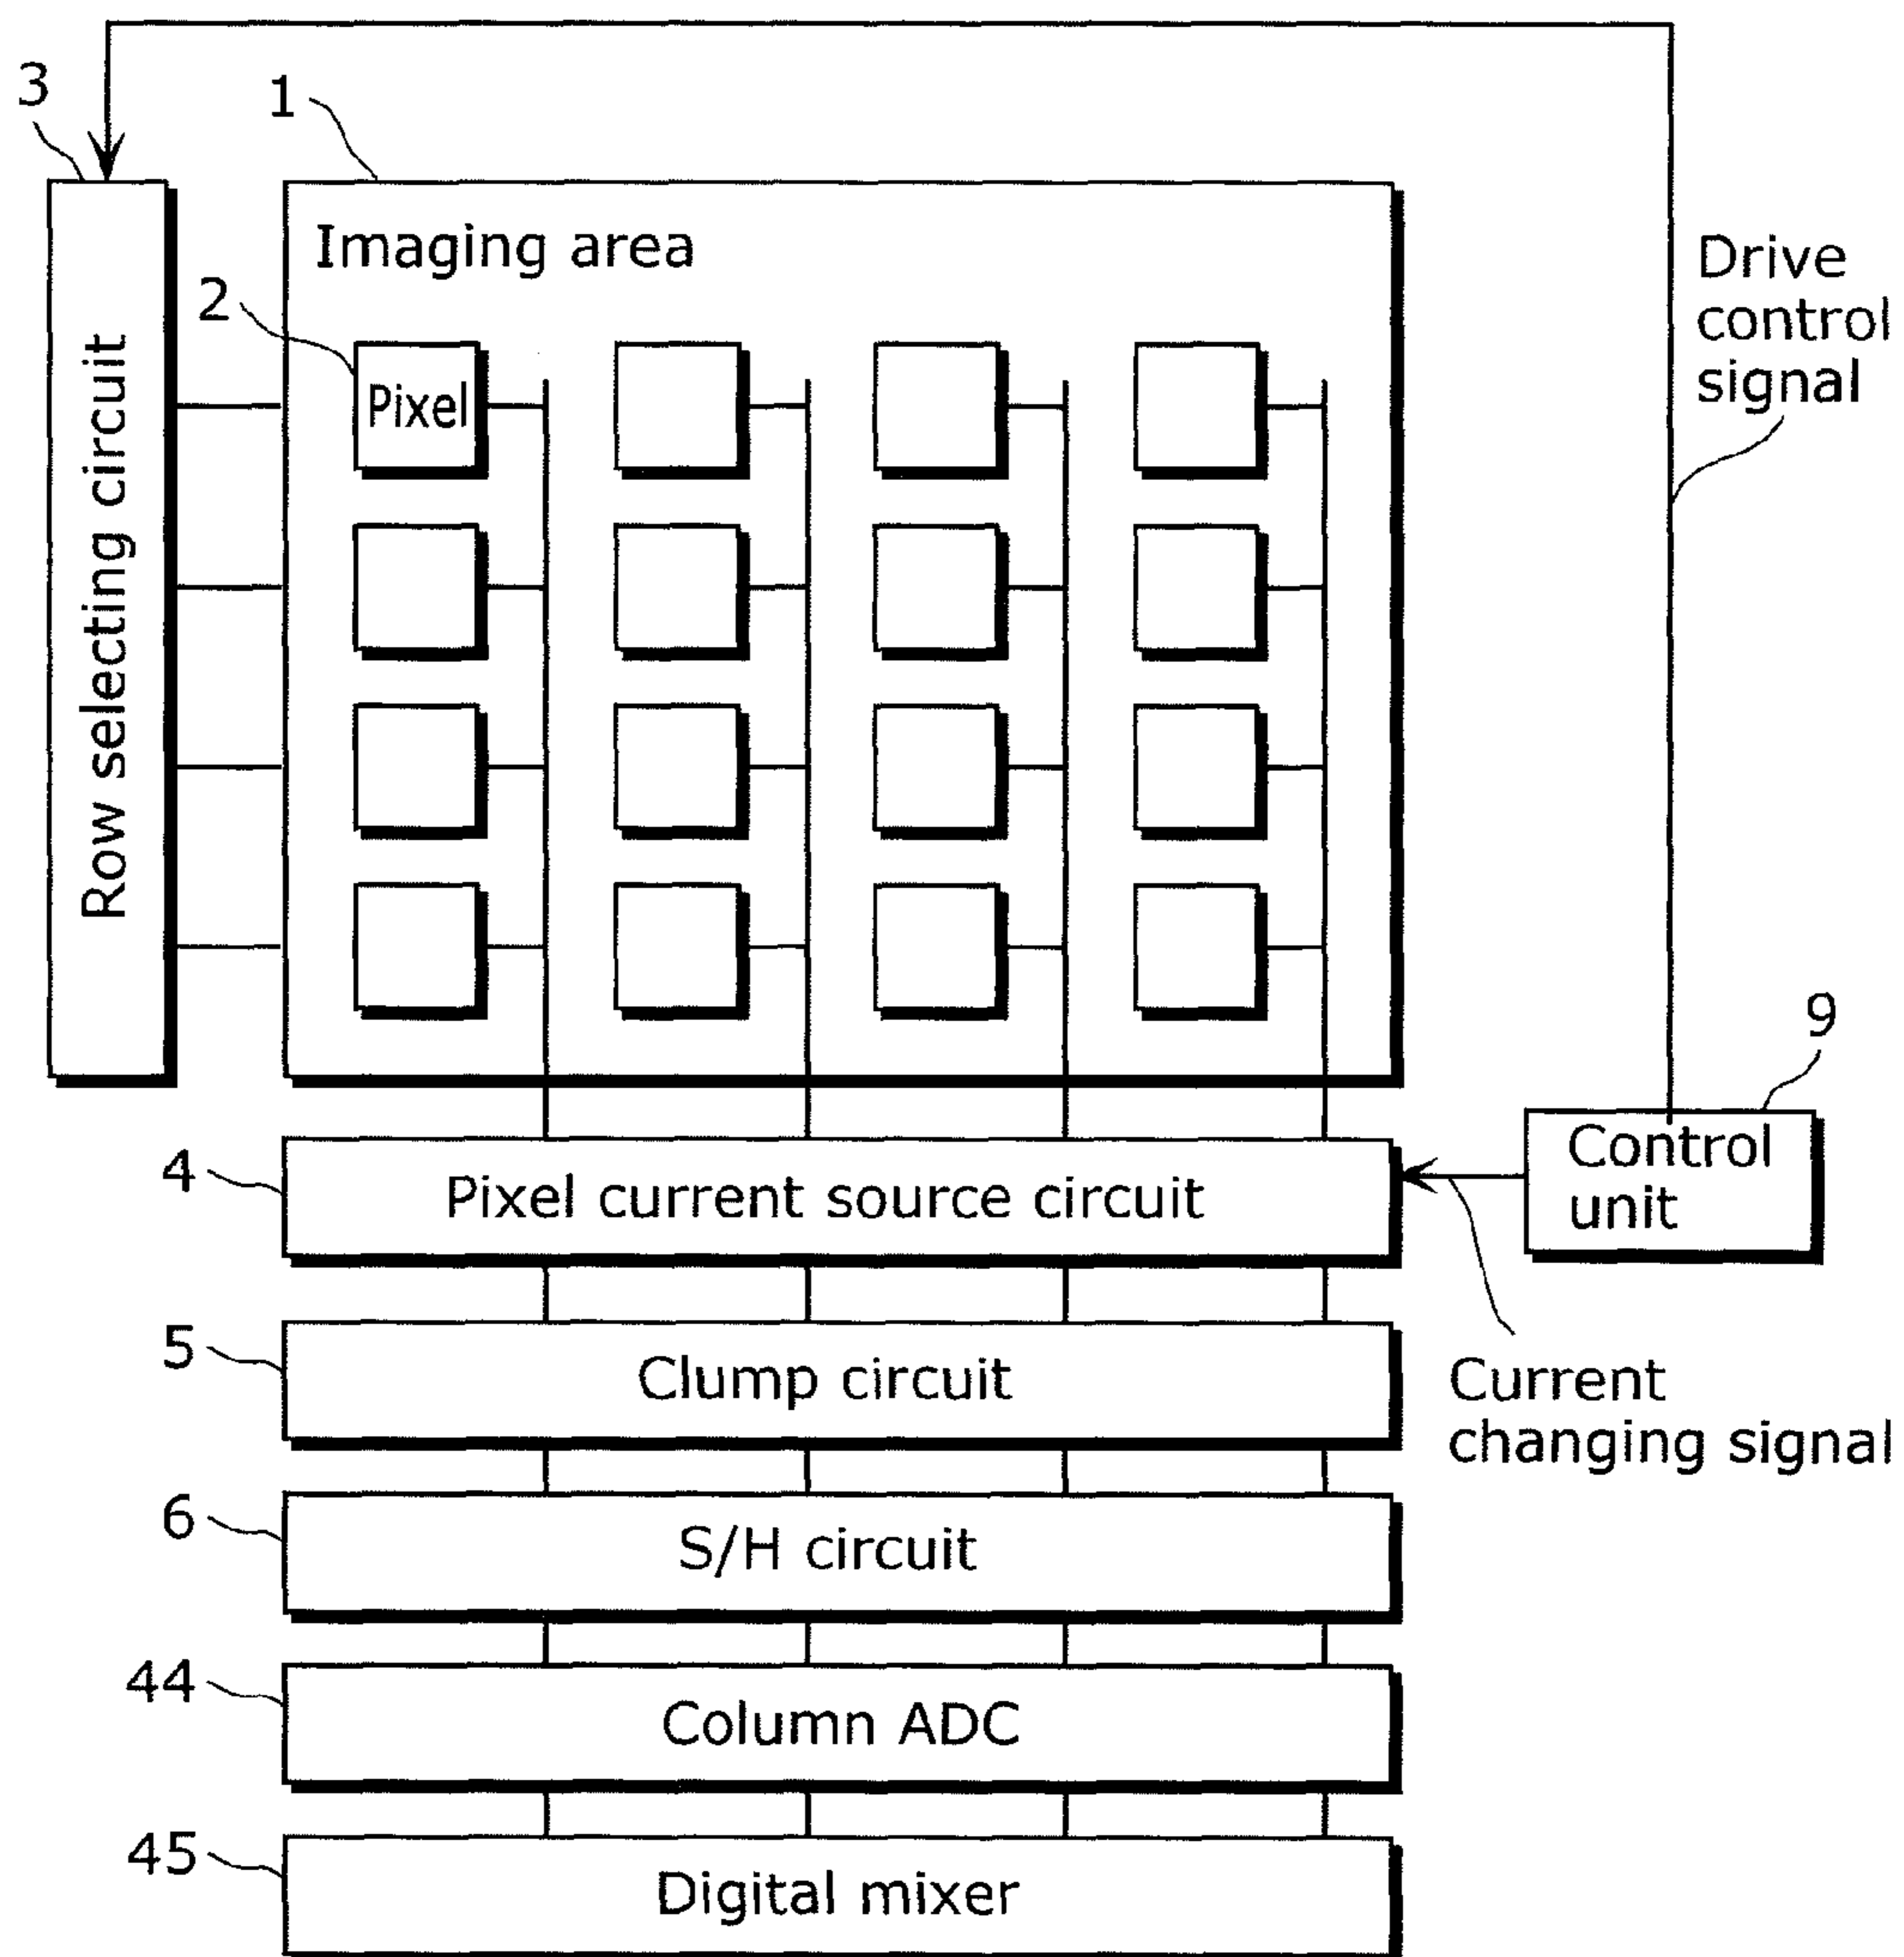 3
1
Imaging area
2
Pixel
Row selecting circuit
Drive
control
signal
9
Control
unit
4
Pixel current source circuit
5
Clump circuit
Current
changing signal
6
S/H circuit
44
Column ADC
45
Digital mixer